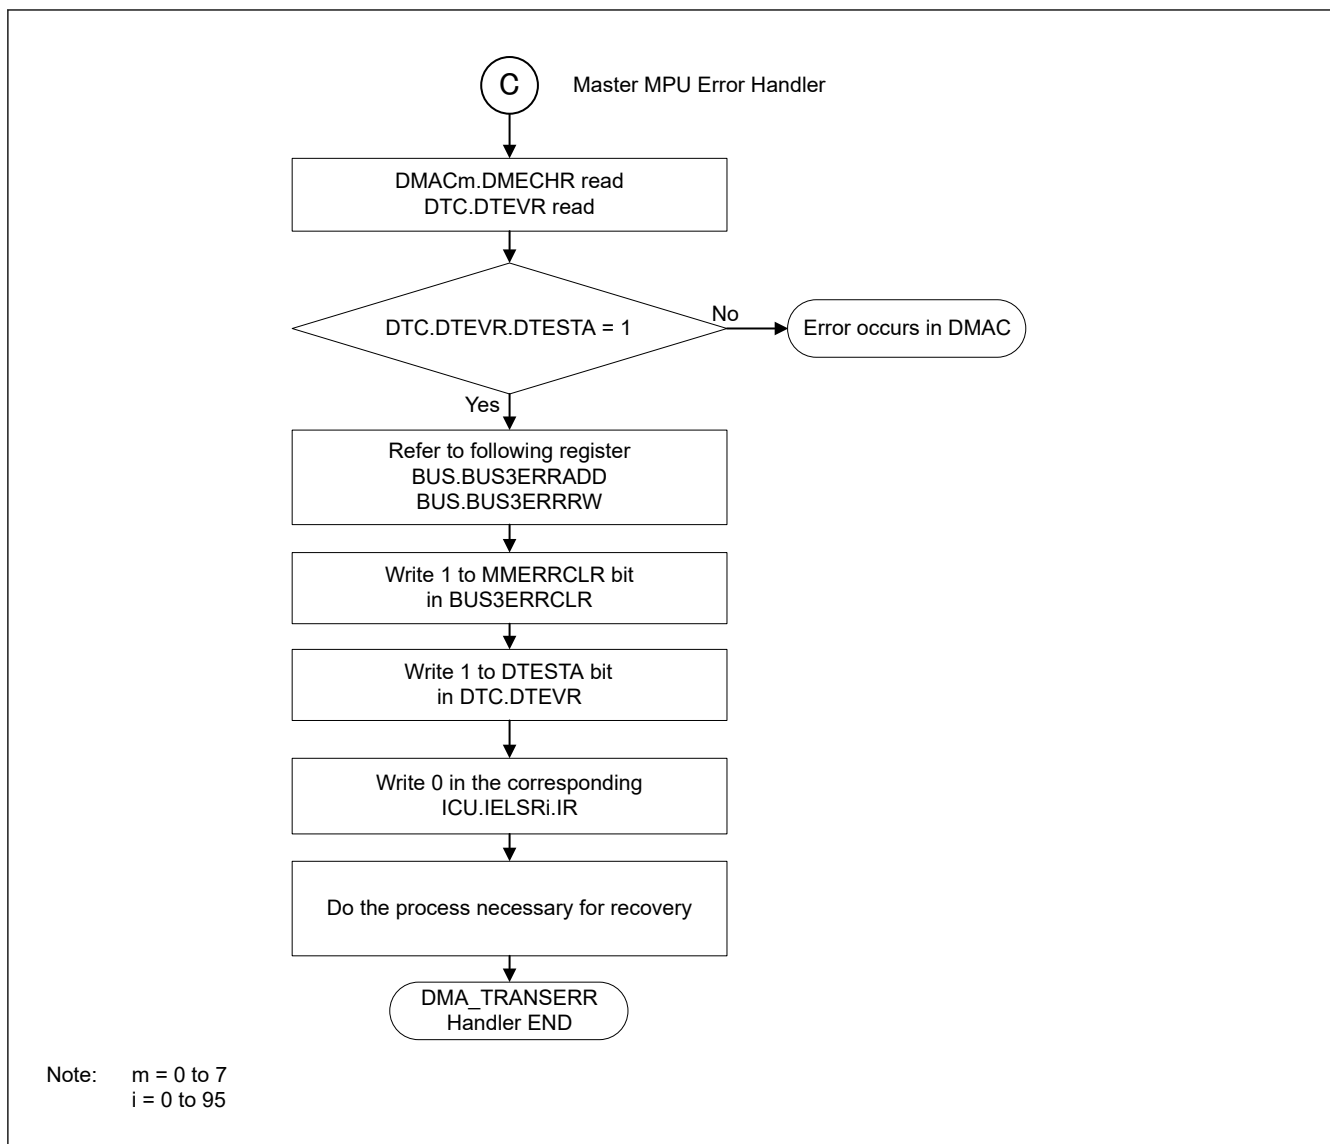 C
Master MPU Error Handler
DMACm.DMECHR read
DTC.DTEVR read
DTC.DTEVR.DTESTA = 1
No
Error occurs in DMAC
Yes
Refer to following register
BUS.BUS3ERRADD
BUS.BUS3ERRRW
Write 1 to MMERRCLR bit
in BUS3ERRCLR
Write 1 to DTESTA bit
in DTC.DTEVR
Write 0 in the corresponding
ICU.IELSRi.IR
Do the process necessary for recovery
DMA_TRANSERR
Handler END
Note: m = 0 to 7
i = 0 to 95